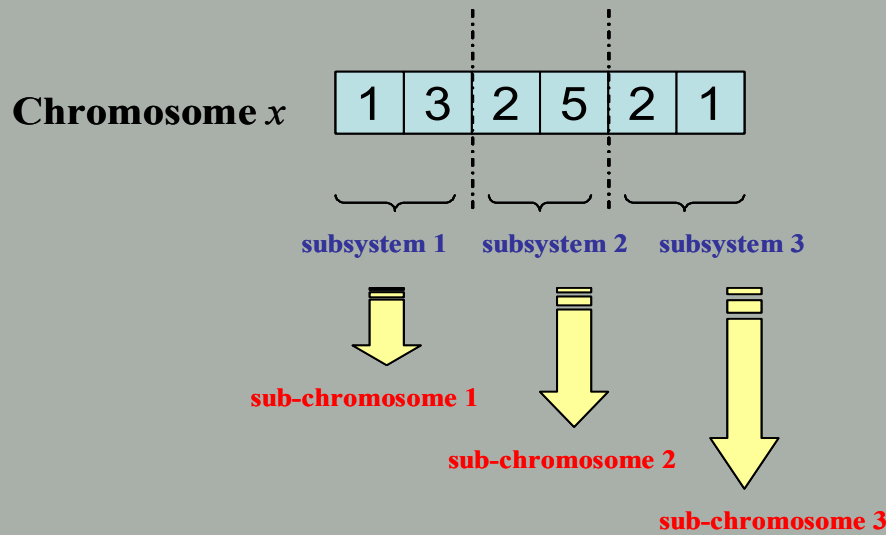 Chromosome x
1 3 2 5 2 1
subsystem 1 subsystem 2 subsystem 3
sub-chromosome 1
sub-chromosome 2
sub-chromosome 3